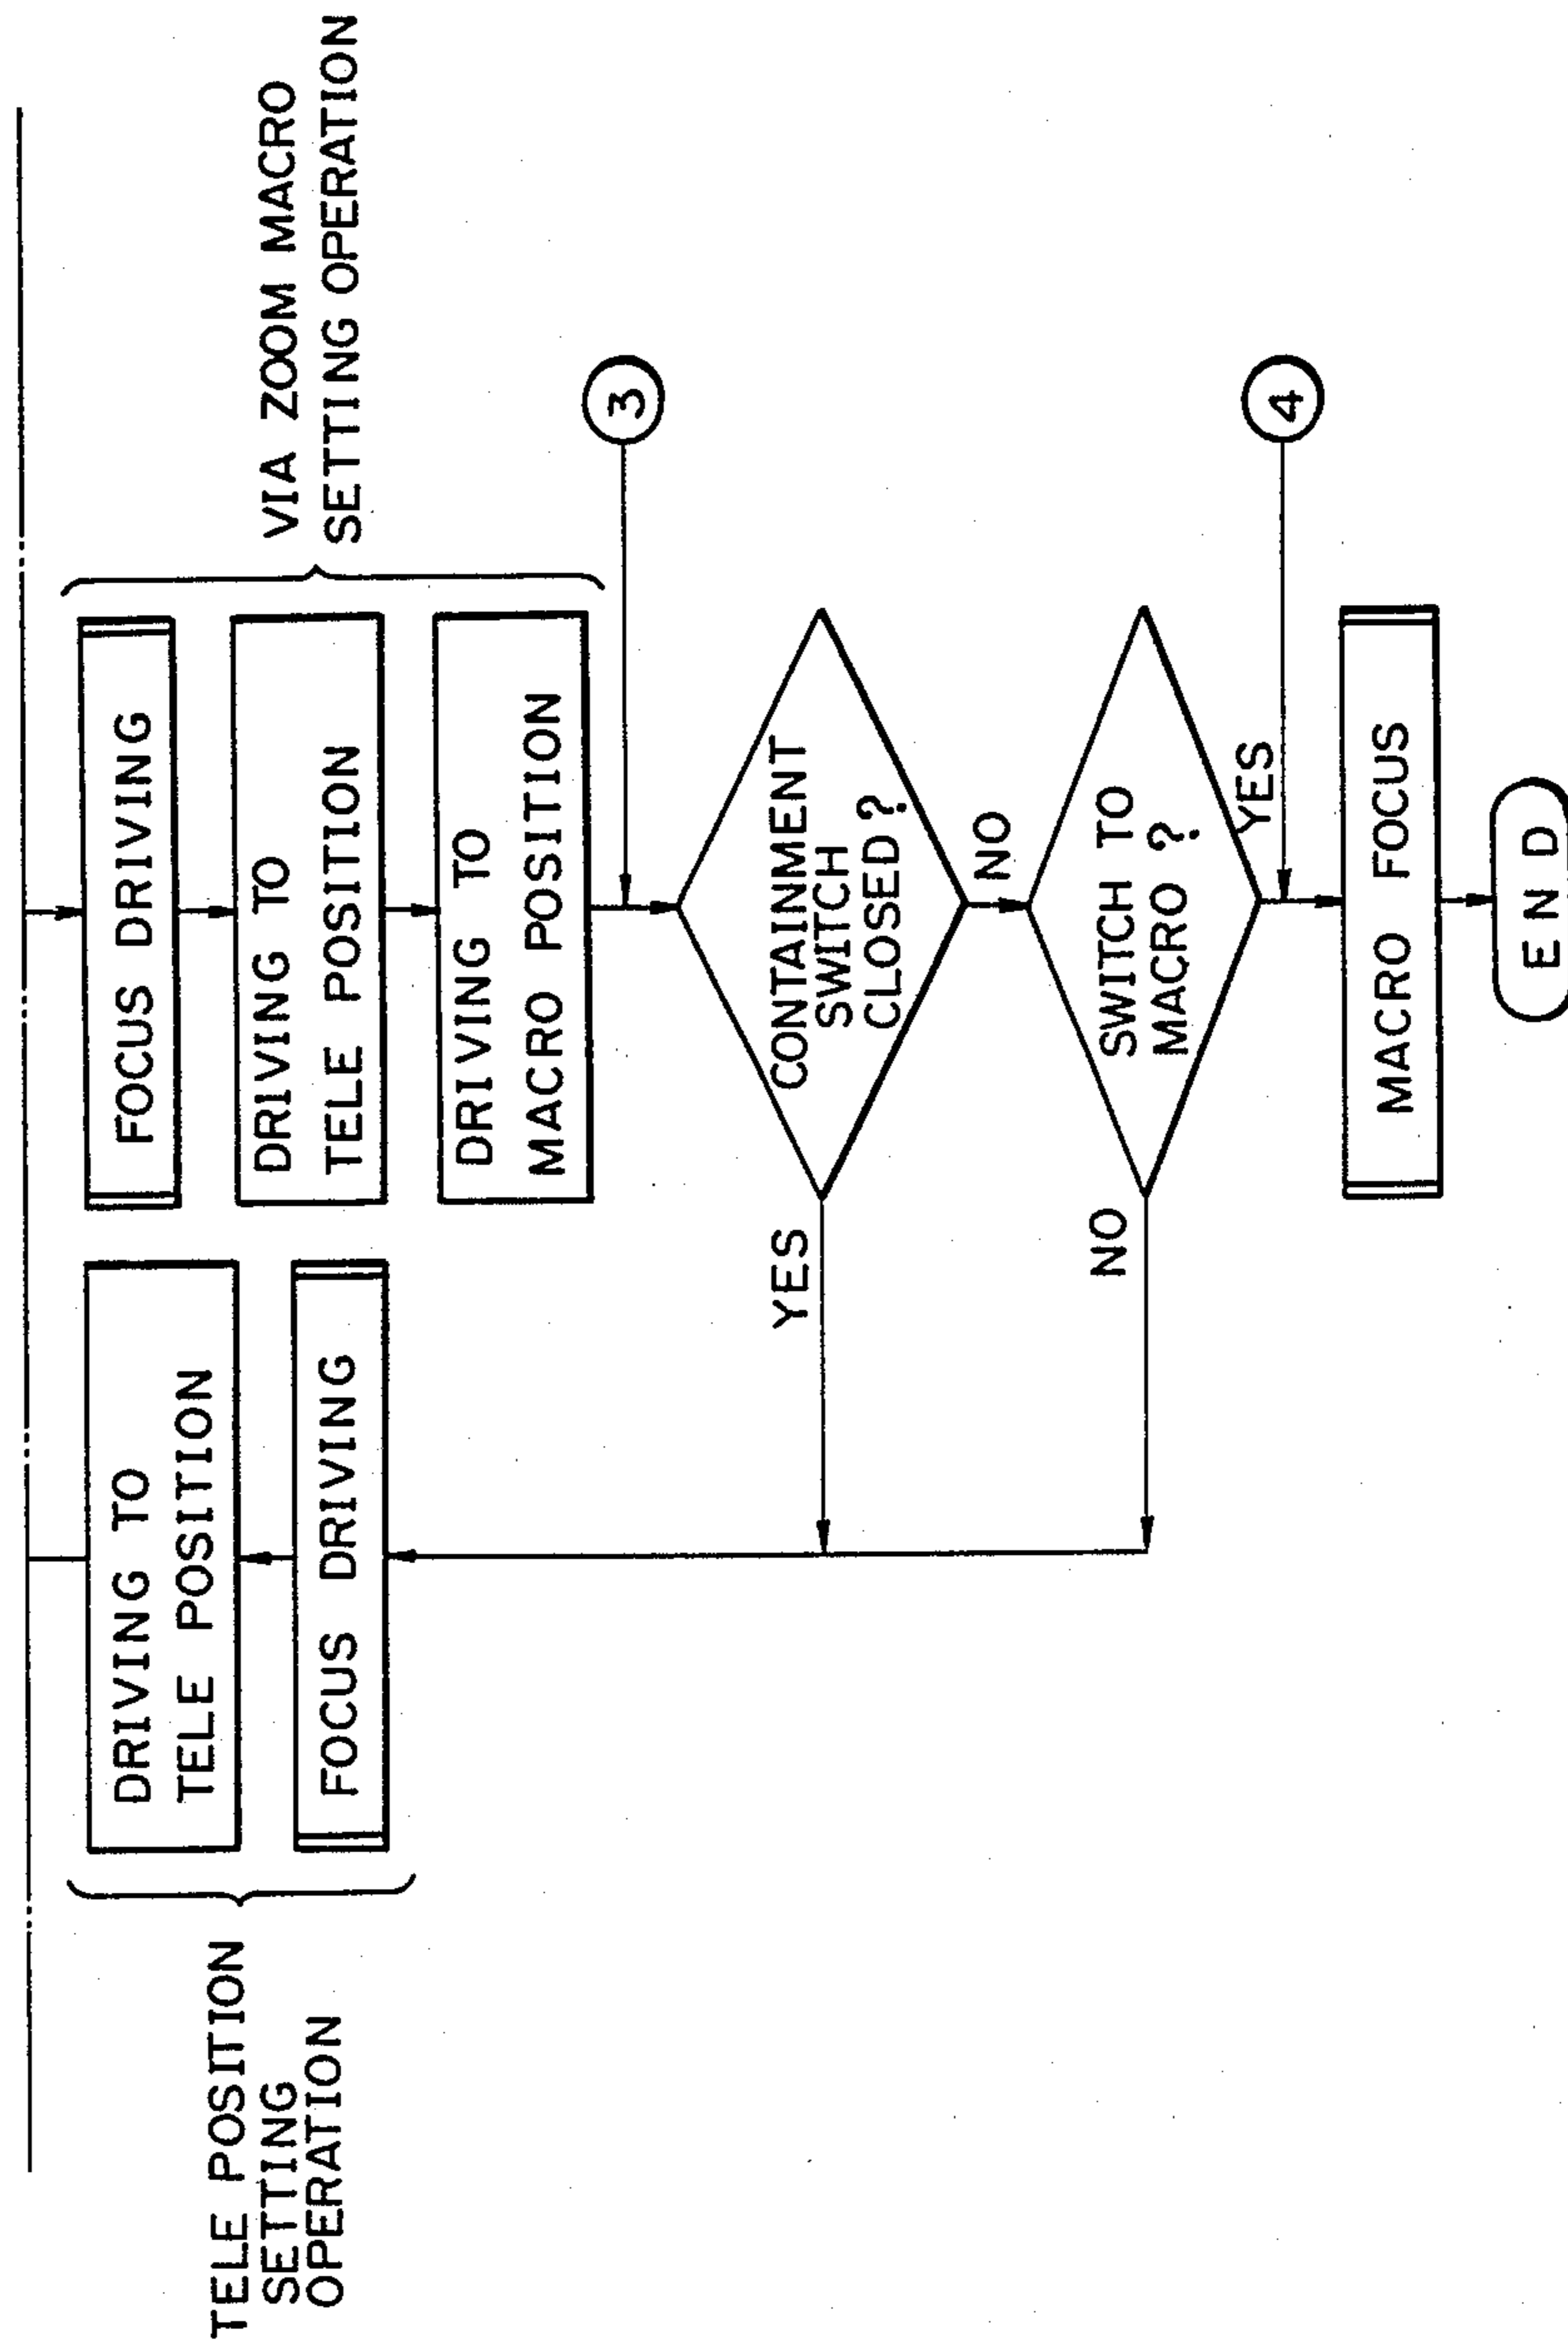 FOCUS DRIVING
DRIVING TO
TELE POSITION
DRIVING TO
MACRO POSITION
VIA ZOOM MACRO
SETTING OPERATION
3
CONTAINMENT
SWITCH
CLOSED?
YES
NO
SWITCH TO
MACRO ?
NO
YES
4
MACRO FOCUS
END
TELE POSITION
SETTING
OPERATION
DRIVING TO
TELE POSITION
FOCUS DRIVING